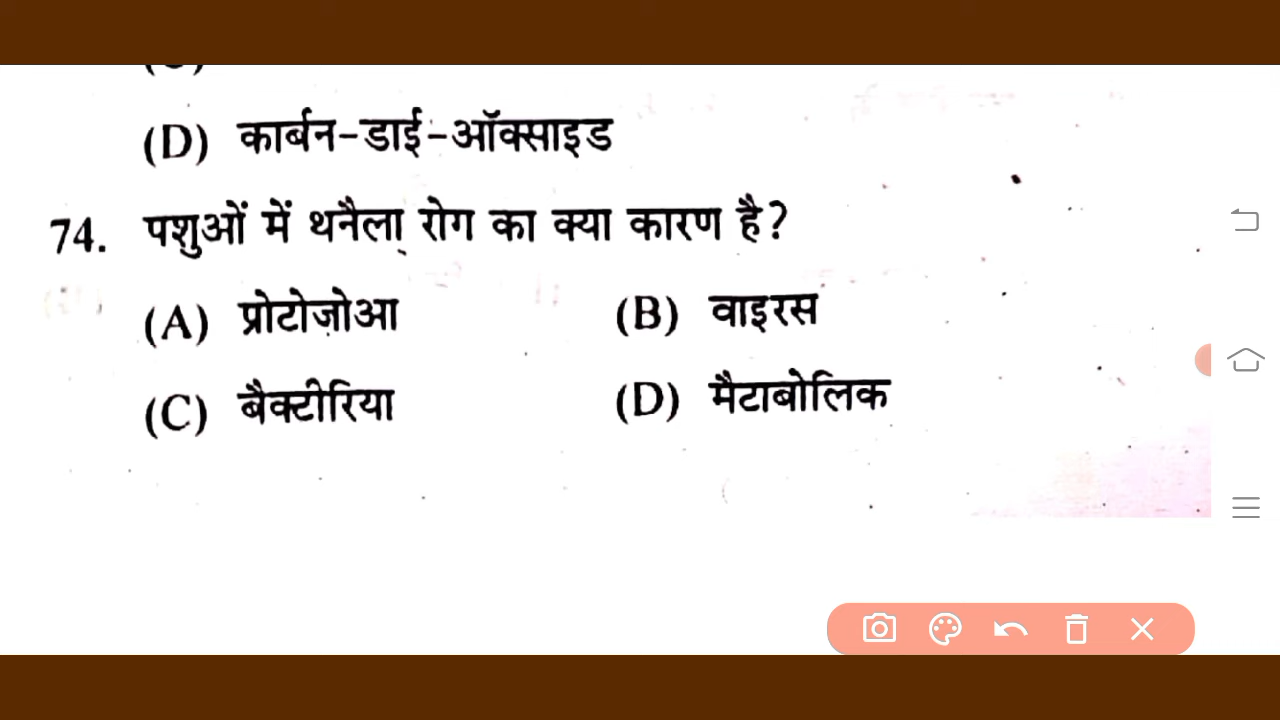 (D) कार्बन-डाई-ऑक्साइड
74. पशुओं में थनैला रोग का क्या कारण है?
(A) प्रोटोज़ोआ (B) वाइरस
(C) बैक्टीरिया (D) मैटाबोलिक